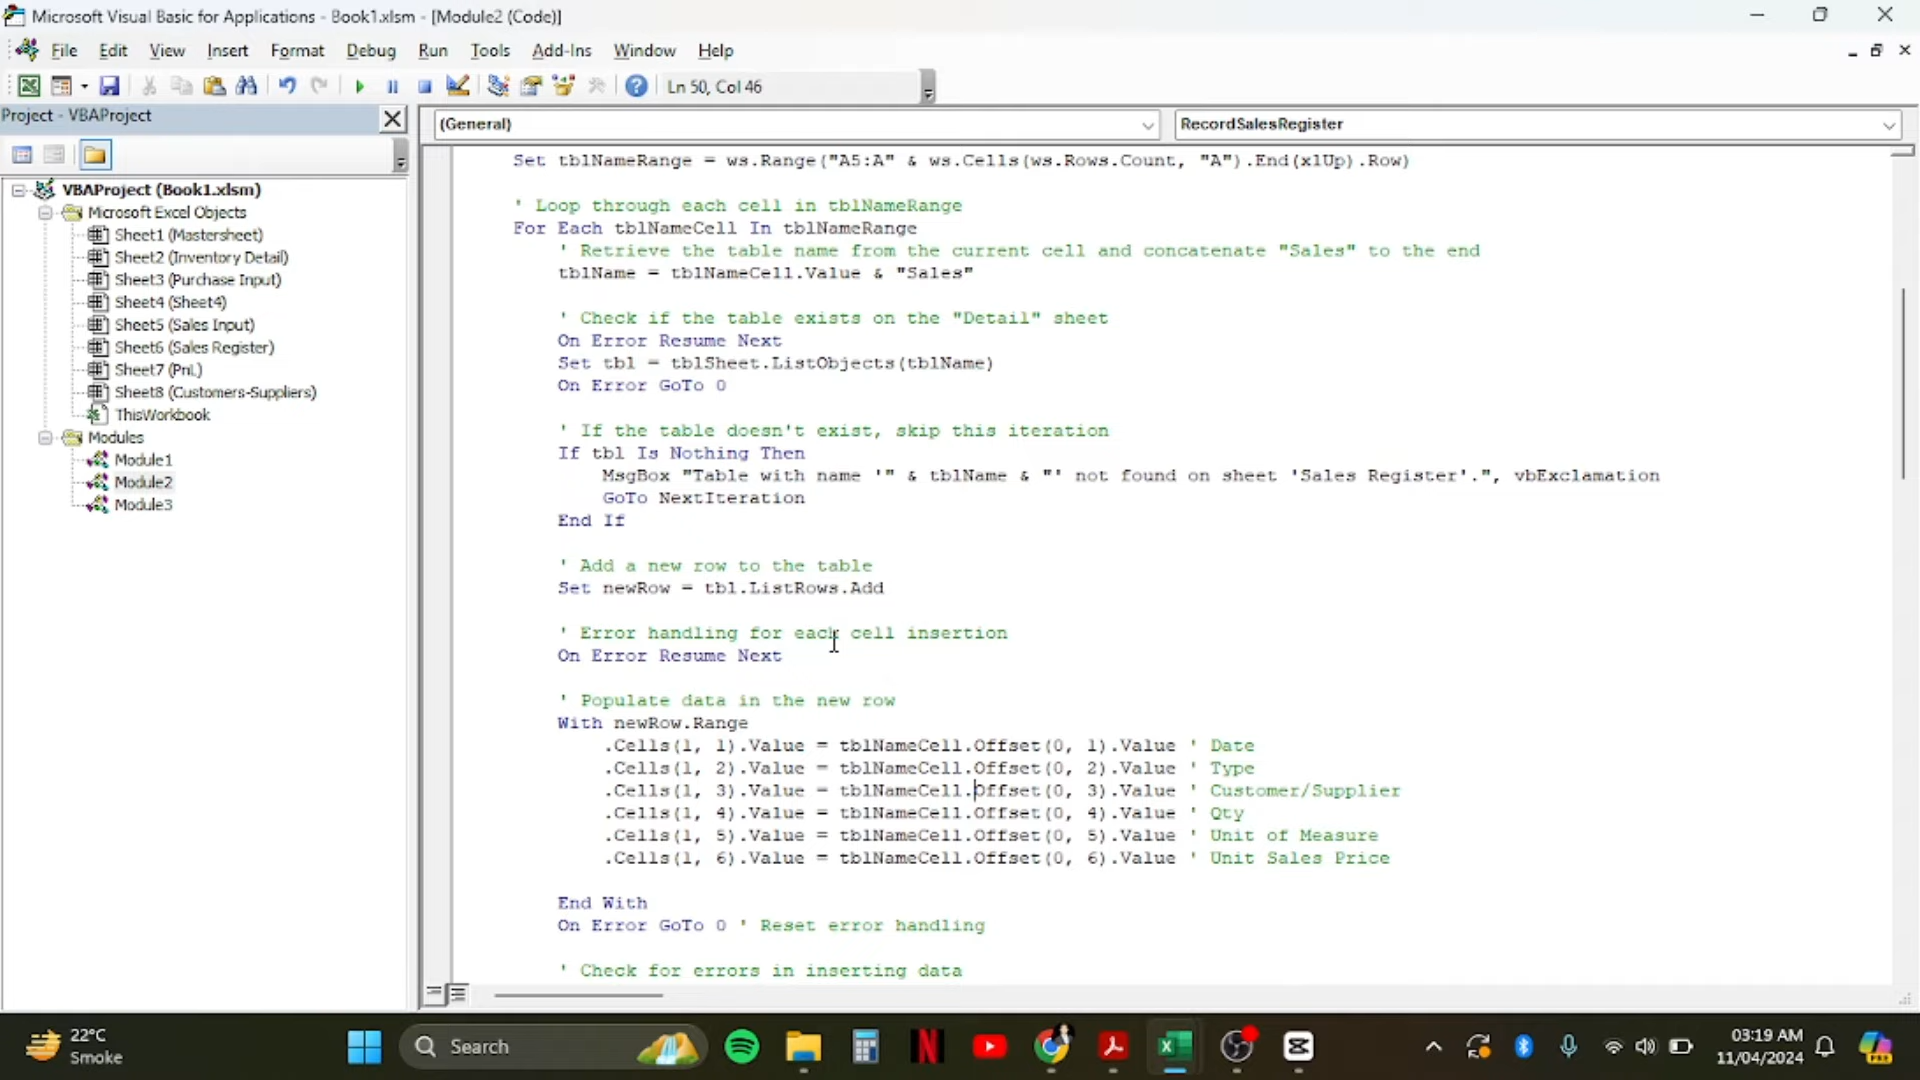 Microsoft Visual Basic for Applications - Book1.xlsm - [Module2 (Code)]
File Edit View Insert Format Debug Run Tools Add-Ins Window Help
Ln 50, Col 46
Project - VBAProject
(General)
RecordSalesRegister
VBAProject (Book1.xlsm)
Microsoft Excel Objects
Sheet1 (Mastersheet)
Sheet2 (Inventory Detail)
Sheet3 (Purchase Input)
Sheet4 (Sheet4)
Sheet5 (Sales Input)
Sheet6 (Sales Register)
Sheet7 (PnL)
Sheet8 (Customers-Suppliers)
ThisWorkbook
Modules
Module1
Module2
Module3
Set tblNameRange = ws.Range("A5:A" & ws.Cells(ws.Rows.Count, "A").End(xlUp).Row)
' Loop through each cell in tblNameRange
For Each tblNameCell In tblNameRange
' Retrieve the table name from the current cell and concatenate "Sales" to the end
tblName = tblNameCell.Value & "Sales"
' Check if the table exists on the "Detail" sheet
On Error Resume Next
Set tbl = tblSheet.ListObjects(tblName)
On Error GoTo 0
' If the table doesn't exist, skip this iteration
If tbl Is Nothing Then
MsgBox "Table with name '" & tblName & "' not found on sheet 'Sales Register'.", vbExclamation
GoTo NextIteration
End If
' Add a new row to the table
Set newRow = tbl.ListRows.Add
' Error handling for each cell insertion
On Error Resume Next
' Populate data in the new row
With newRow.Range
.Cells(1, 1).Value = tblNameCell.Offset(0, 1).Value ' Date
.Cells(1, 2).Value = tblNameCell.Offset(0, 2).Value ' Type
.Cells(1, 3).Value = tblNameCell.Offset(0, 3).Value ' Customer/Supplier
.Cells(1, 4).Value = tblNameCell.Offset(0, 4).Value ' Qty
.Cells(1, 5).Value = tblNameCell.Offset(0, 5).Value ' Unit of Measure
.Cells(1, 6).Value = tblNameCell.Offset(0, 6).Value ' Unit Sales Price
End With
On Error GoTo 0 ' Reset error handling
' Check for errors in inserting data
22°C
Smoke
Search
03:19 AM
11/04/2024